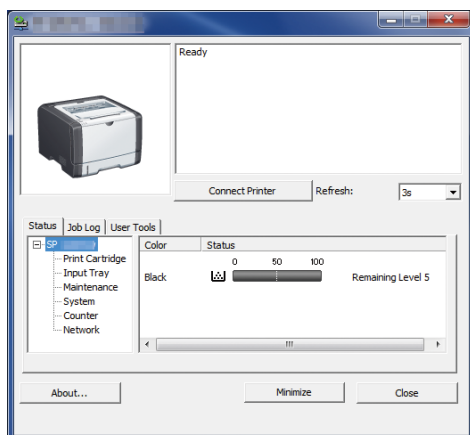 Ready
Connect Printer Refresh: 3s
Status Job Log User Tools
SP
Color Status
Print Cartridge
0 50 100
Input Tray
Black Remaining Level 5
Maintenance
System
Counter
Network
About... Minimize Close